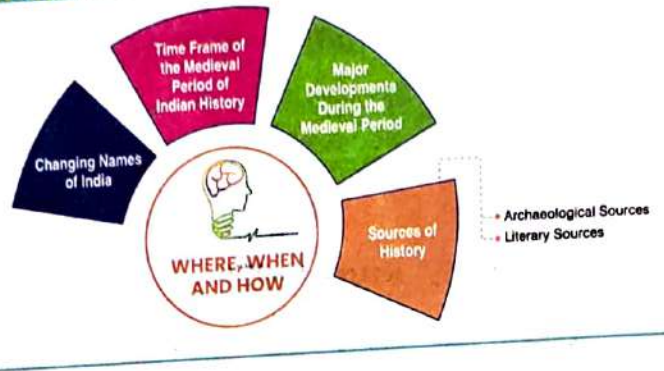 Changing Names
of India
Time Frame of
the Medieval
Period of
Indian History
Major
Developments
During the
Medieval Period
Sources of
History
Archaeological Sources
Literary Sources
WHERE, WHEN
AND HOW